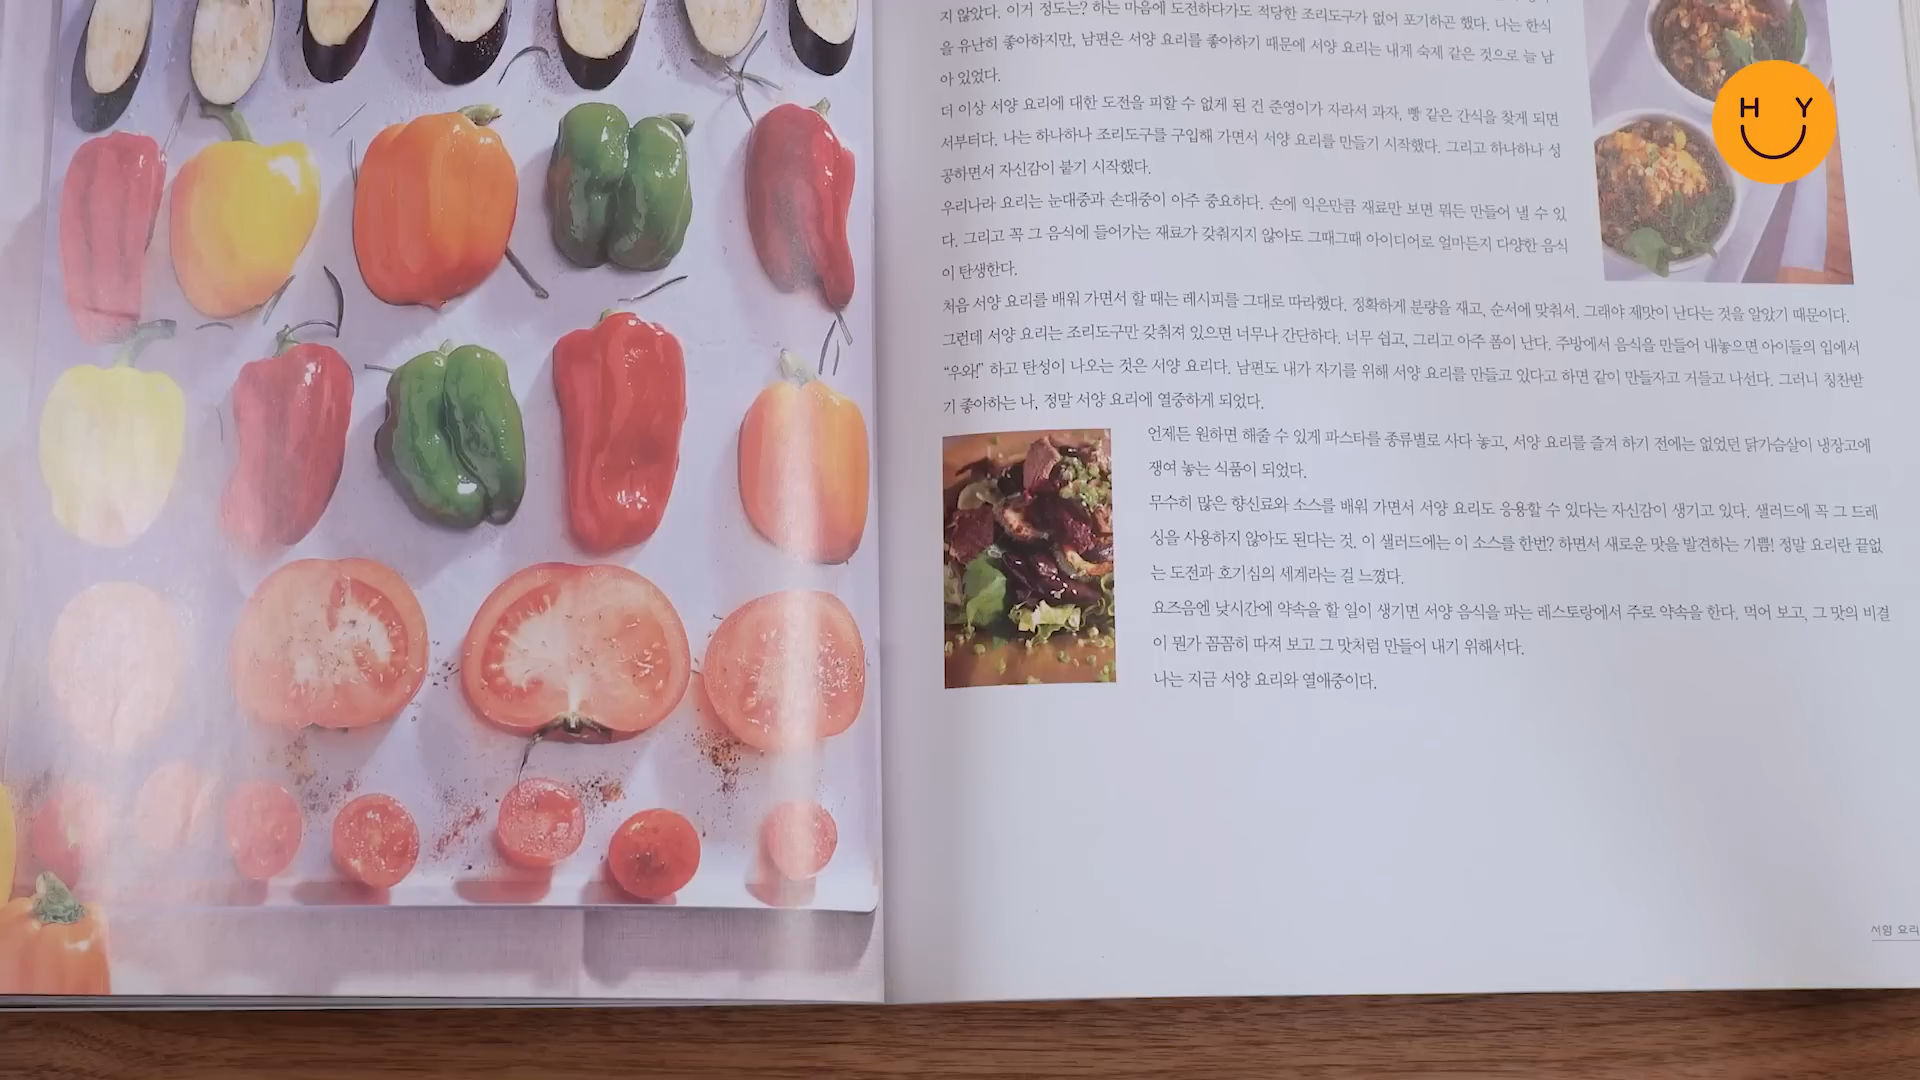 지 않았다. 이거 정도는? 하는 마음에 도전하다가도 적당한 조리도구가 없어 포기하곤 했다. 나는 한식
을 유난히 좋아하지만, 남편은 서양 요리를 좋아하기 때문에 서양 요리는 내게 숙제 같은 것으로 늘 남
아 있었다.
더 이상 서양 요리에 대한 도전을 피할 수 없게 된 건 준영이가 자라서 과자, 빵 같은 간식을 찾게 되면
서부터다. 나는 하나하나 조리도구를 구입해 가면서 서양 요리를 만들기 시작했다. 그리고 하나하나 성
공하면서 자신감이 붙기 시작했다.
우리나라 요리는 눈대중과 손대중이 아주 중요하다. 손에 익은만큼 재료만 보면 뭐든 만들어 낼 수 있
다. 그리고 꼭 그 음식에 들어가는 재료가 갖춰지지 않아도 그때그때 아이디어로 얼마든지 다양한 음식
이 탄생한다.
처음 서양 요리를 배워 가면서 할 때는 레시피를 그대로 따라했다. 정확하게 분량을 재고, 순서에 맞춰서. 그래야 제맛이 난다는 것을 알았기 때문이다.
그런데 서양 요리는 조리도구만 갖춰져 있으면 너무나 간단하다. 너무 쉽고, 그리고 아주 폼이 난다. 주방에서 음식을 만들어 내놓으면 아이들의 입에서
“우와!” 하고 탄성이 나오는 것은 서양 요리다. 남편도 내가 자기를 위해 서양 요리를 만들고 있다고 하면 같이 만들자고 거들고 나선다. 그러니 칭찬받
기 좋아하는 나, 정말 서양 요리에 열중하게 되었다.
언제든 원하면 해줄 수 있게 파스타를 종류별로 사다 놓고, 서양 요리를 즐겨 하기 전에는 없었던 닭가슴살이 냉장고에
쟁여 놓는 식품이 되었다.
무수히 많은 향신료와 소스를 배워 가면서 서양 요리도 응용할 수 있다는 자신감이 생기고 있다. 샐러드에 꼭 그 드레
싱을 사용하지 않아도 된다는 것. 이 샐러드에는 이 소스를 한번? 하면서 새로운 맛을 발견하는 기쁨! 정말 요리란 끝없
는 도전과 호기심의 세계라는 걸 느꼈다.
요즈음엔 낮시간에 약속을 할 일이 생기면 서양 음식을 파는 레스토랑에서 주로 약속을 한다. 먹어 보고, 그 맛의 비결
이 뭔가 꼼꼼히 따져 보고 그 맛처럼 만들어 내기 위해서다.
나는 지금 서양 요리와 열애중이다.
서양 요리
H Y